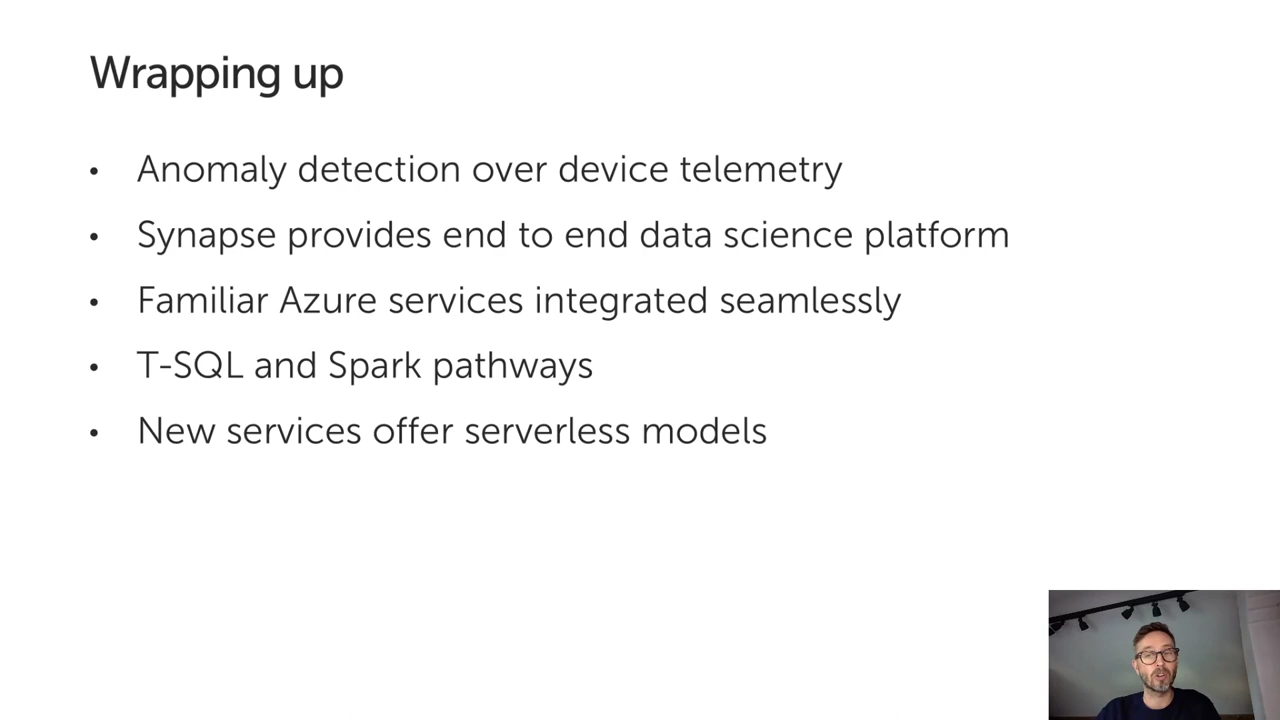 Wrapping up
• Anomaly detection over device telemetry
• Synapse provides end to end data science platform
• Familiar Azure services integrated seamlessly
• T-SQL and Spark pathways
• New services offer serverless models